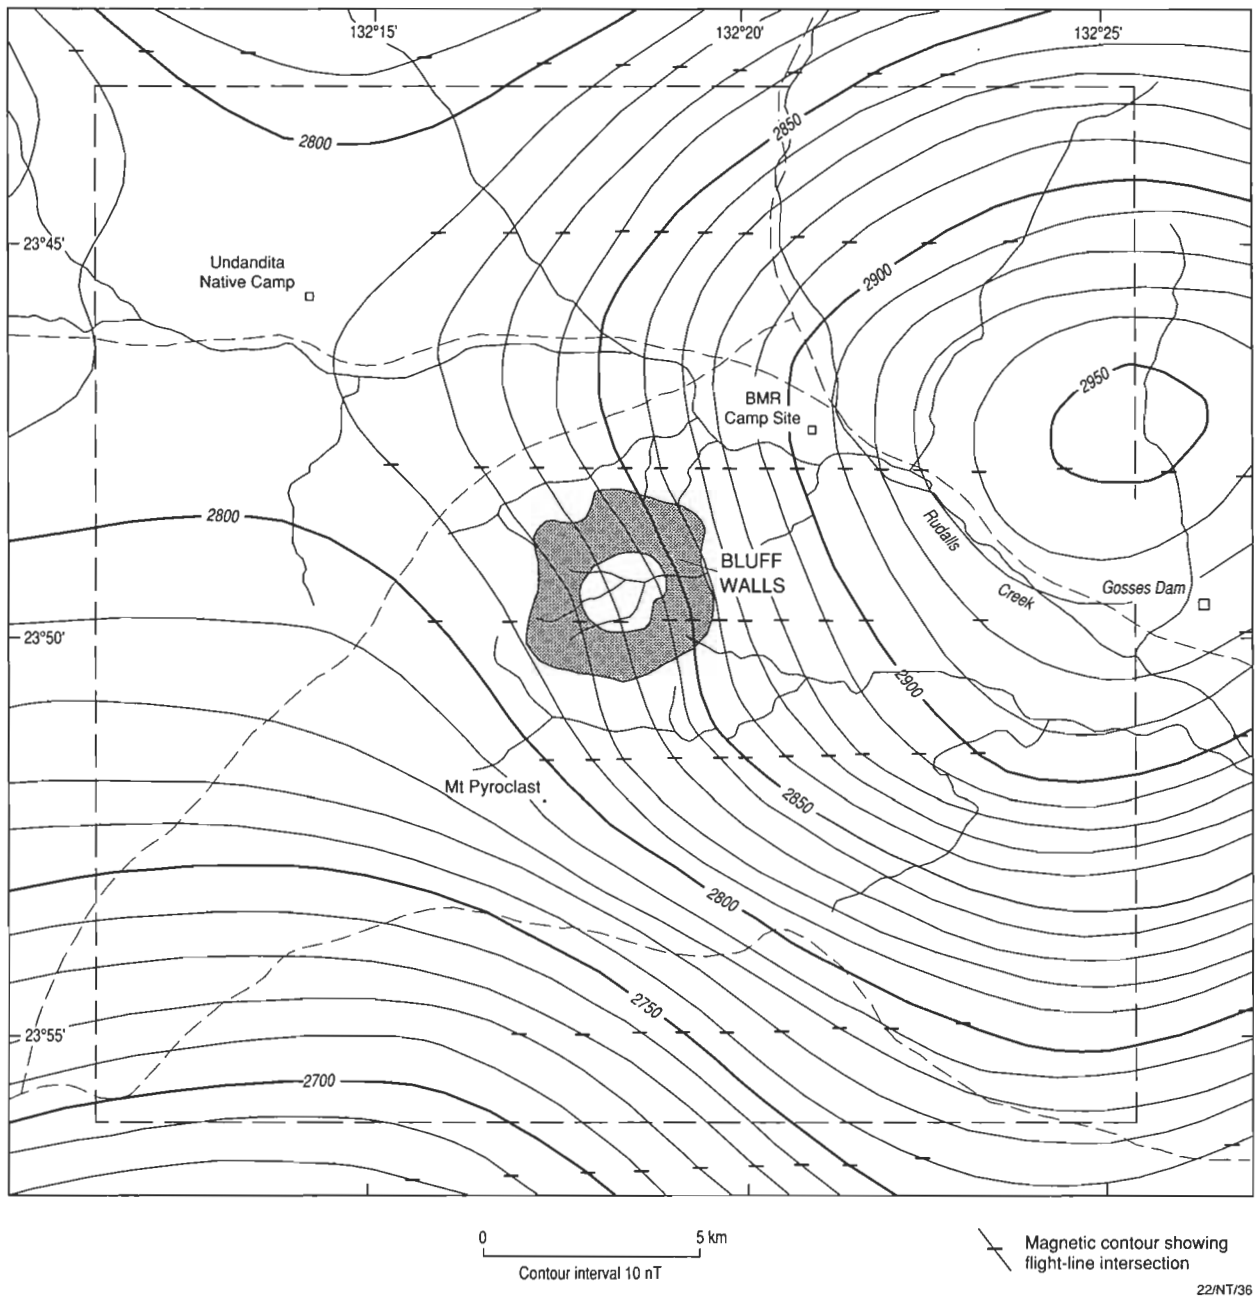 132°15'
132°20'
132°25'
2800
2850
23°45'
Undandita
Native Camp
2900
2950
BMR
Camp Site
2800
Rudalls
Creek
BLUFF
WALLS
Gosses Dam
23°50'
2900
Mt Pyroclast
2850
2800
2750
23°55'
2700
0
5 km
Contour interval 10 nT
Magnetic contour showing
flight-line intersection
22/NT/36